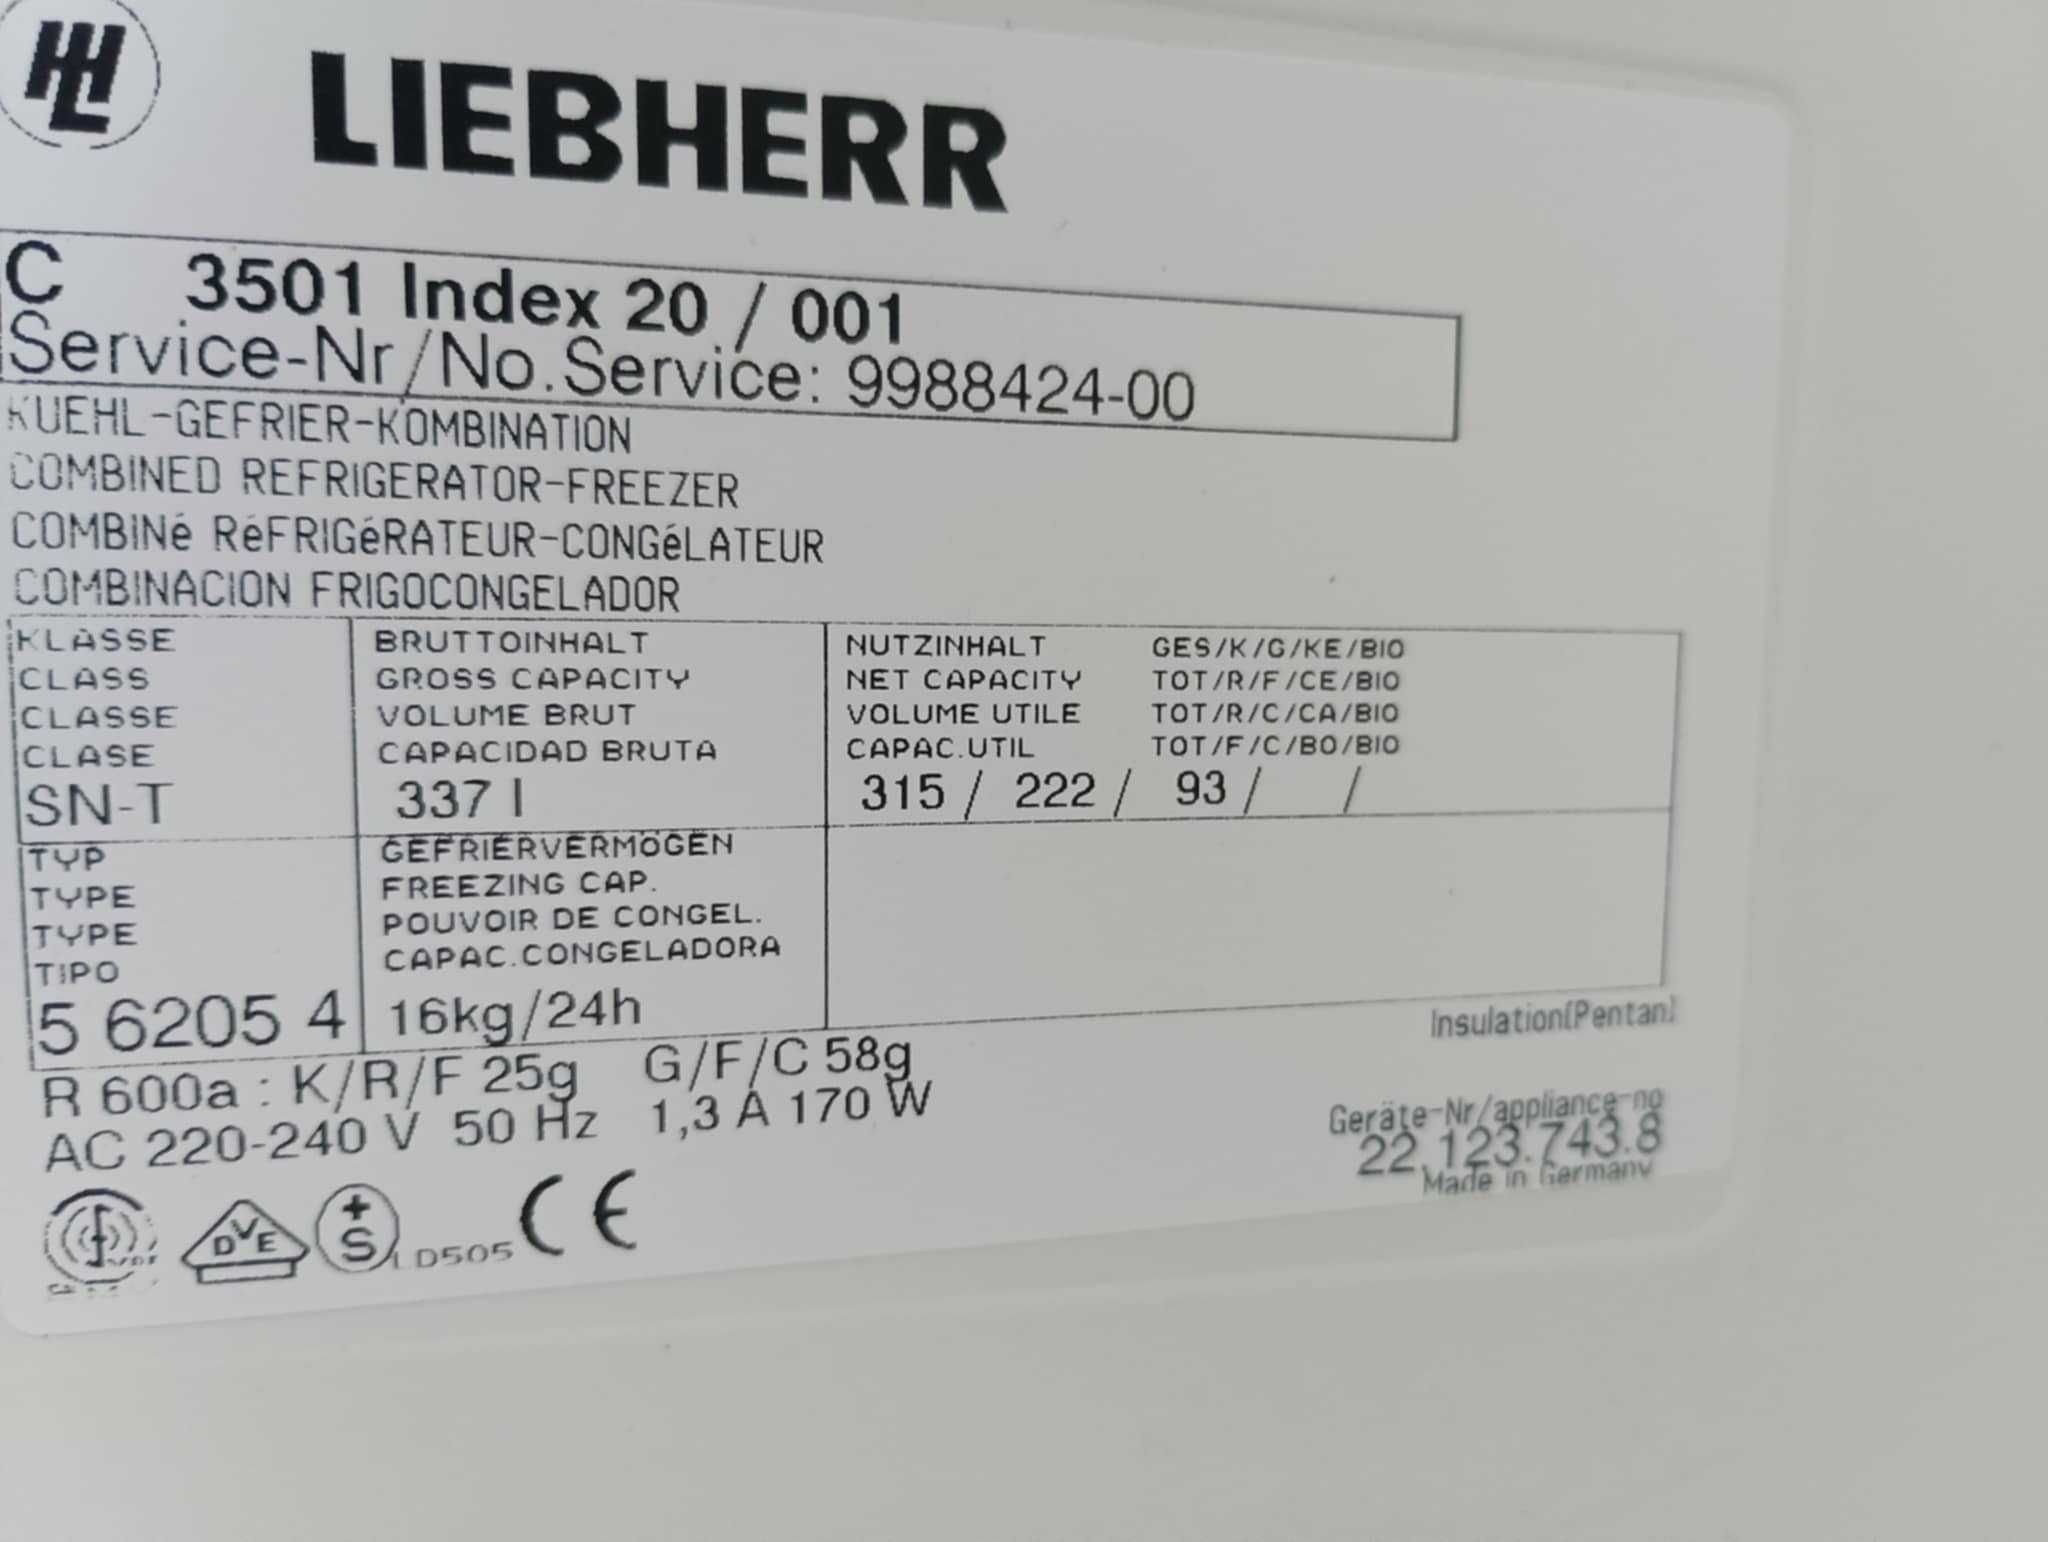 LIEBHERR
C 3501 Index 20 / 001
Service-Nr/No.Service: 9988424-00
KUEHL-GEFRIER-KOMBINATION
COMBINED REFRIGERATOR-FREEZER
COMBINé RéFRIGéRATEUR-CONGéLATEUR
COMBINACION FRIGOCONGELADOR
KLASSE BRUTTOINHALT NUTZINHALT GES/K/G/KE/BIO
CLASS GROSS CAPACITY NET CAPACITY TOT/R/F/CE/BIO
CLASSE VOLUME BRUT VOLUME UTILE TOT/R/C/CA/BIO
CLASE CAPACIDAD BRUTA CAPAC.UTIL TOT/F/C/BO/BIO
SN-T 337 l 315 / 222 / 93 / /
TYP GEFRIERVERMÖGEN
TYPE FREEZING CAP.
TYPE POUVOIR DE CONGEL.
TIPO CAPAC.CONGELADORA
5 6205 4 16kg/24h
Insulation(Pentan)
R 600a : K/R/F 25g G/F/C 58g
AC 220-240 V 50 Hz 1,3 A 170 W
Geräte-Nr/appliance-no
22.123.743.8
Made in Germany
DVE +S LD505 CE